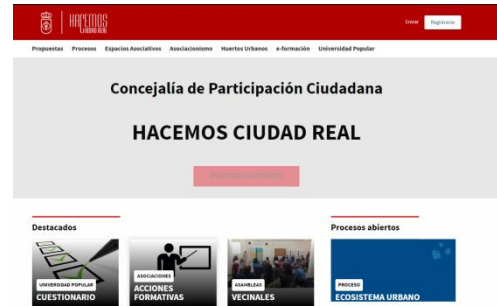 HACEMOS
CIUDAD REAL
Entrar
Registrarse
Propuestas Procesos Espacios Asociativos Asociacionismo Huertos Urbanos e-formación Universidad Popular
Concejalía de Participación Ciudadana
HACEMOS CIUDAD REAL
Destacados
Procesos abiertos
UNIVERSIDAD POPULAR
CUESTIONARIO
ASOCIACIONES
ACCIONES
FORMATIVAS
ASAMBLEAS
VECINALES
PROCESO
ECOSISTEMA URBANO